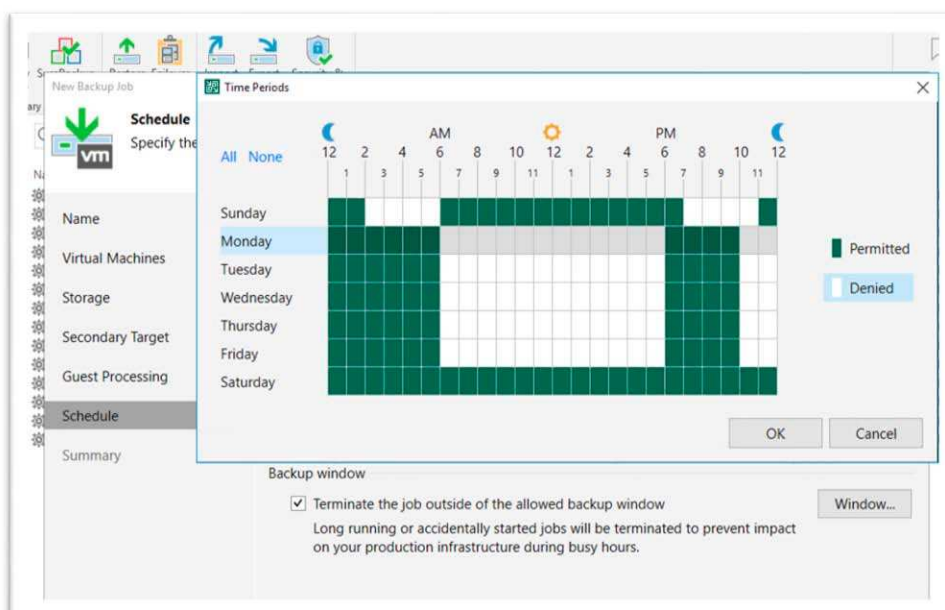 New Backup Job
Time Periods
Schedule
Specify the
All None
AM PM
12 2 4 6 8 10 12 2 4 6 8 10 12
1 3 5 7 9 11 1 3 5 7 9 11
Sunday
Monday
Tuesday
Wednesday
Thursday
Friday
Saturday
Permitted
Denied
OK Cancel
Name
Virtual Machines
Storage
Secondary Target
Guest Processing
Schedule
Summary
vm
Backup window
Terminate the job outside of the allowed backup window
Window...
Long running or accidentally started jobs will be terminated to prevent impact
on your production infrastructure during busy hours.